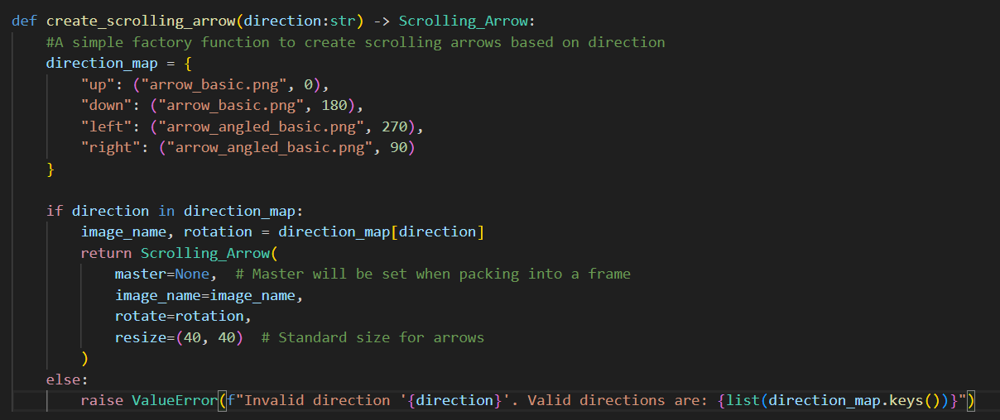 def create_scrolling_arrow(direction:str) -> Scrolling_Arrow:
    #A simple factory function to create scrolling arrows based on direction
    direction_map = {
        "up": ("arrow_basic.png", 0),
        "down": ("arrow_basic.png", 180),
        "left": ("arrow_angled_basic.png", 270),
        "right": ("arrow_angled_basic.png", 90)
    }

    if direction in direction_map:
        image_name, rotation = direction_map[direction]
        return Scrolling_Arrow(
            master=None,  # Master will be set when packing into a frame
            image_name=image_name,
            rotate=rotation,
            resize=(40, 40)  # Standard size for arrows
        )
    else:
        raise ValueError(f"Invalid direction '{direction}'. Valid directions are: {list(direction_map.keys())}")